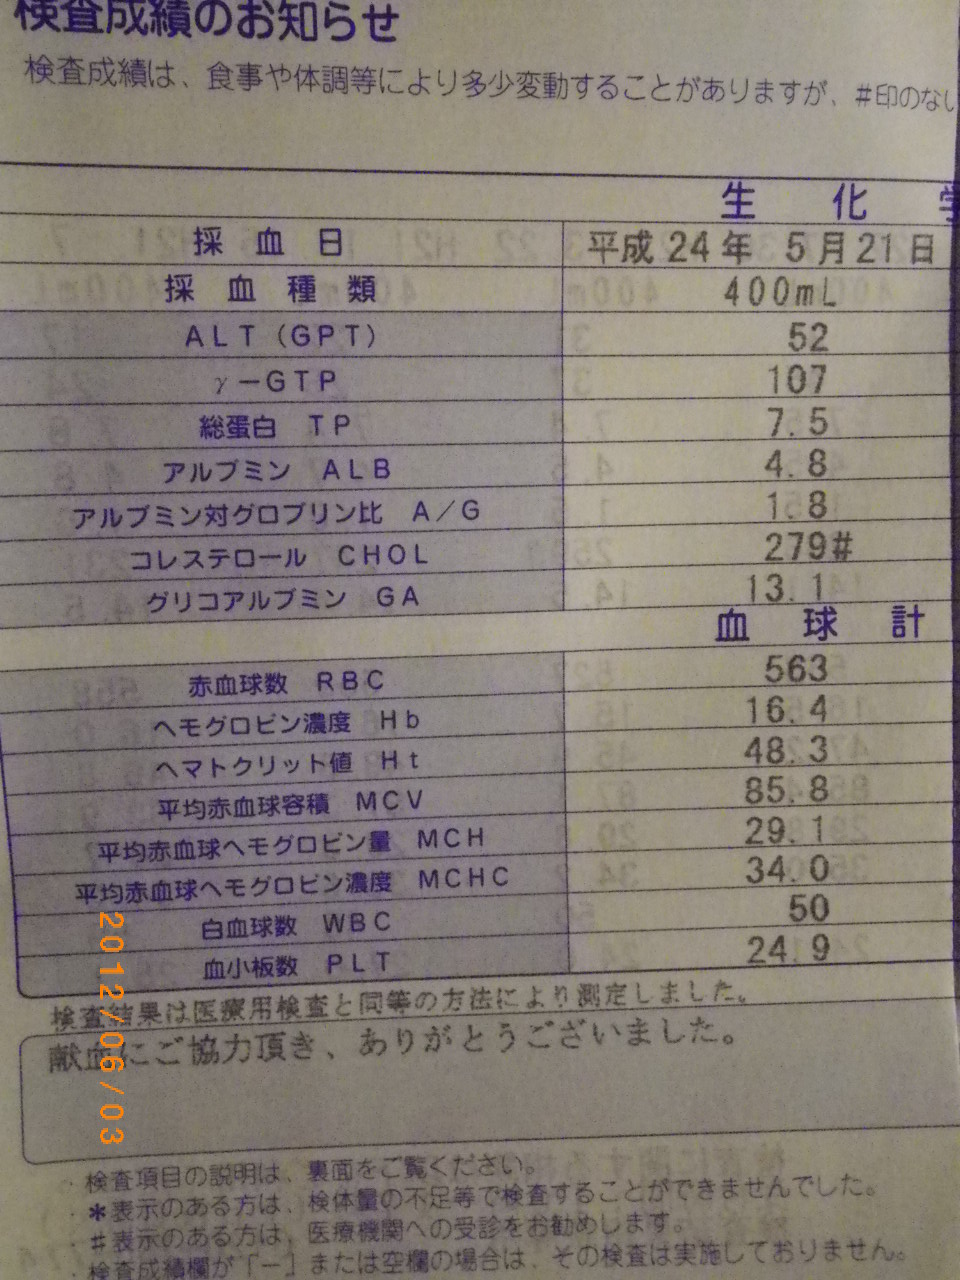 検査成績のお知らせ
検査成績は、食事や体調等により多少変動することがありますが、#印のない
生 化 学
採血日 平成24年 5月21日
採血種類 400mL
ALT(GPT) 52
γ-GTP 107
総蛋白 TP 7.5
アルブミン ALB 4.8
アルブミン対グロブリン比 A/G 1.8
コレステロール CHOL 279#
グリコアルブミン GA 13.1
血 球 計
赤血球数 RBC 563
ヘモグロビン濃度 Hb 16.4
ヘマトクリット値 Ht 48.3
平均赤血球容積 MCV 85.8
平均赤血球ヘモグロビン量 MCH 29.1
平均赤血球ヘモグロビン濃度 MCHC 34.0
白血球数 WBC 50
血小板数 PLT 24.9
検査結果は医療用検査と同等の方法により測定しました。
献血にご協力頂き、ありがとうございました。
・検査項目の説明は、裏面をご覧ください。
・*表示のある方は、検体量の不足等で検査することができませんでした。
・#表示のある方は、医療機関への受診をお勧めします。
・検査成績欄が「-」または空欄の場合は、その検査は実施しておりません。
2012/06/03